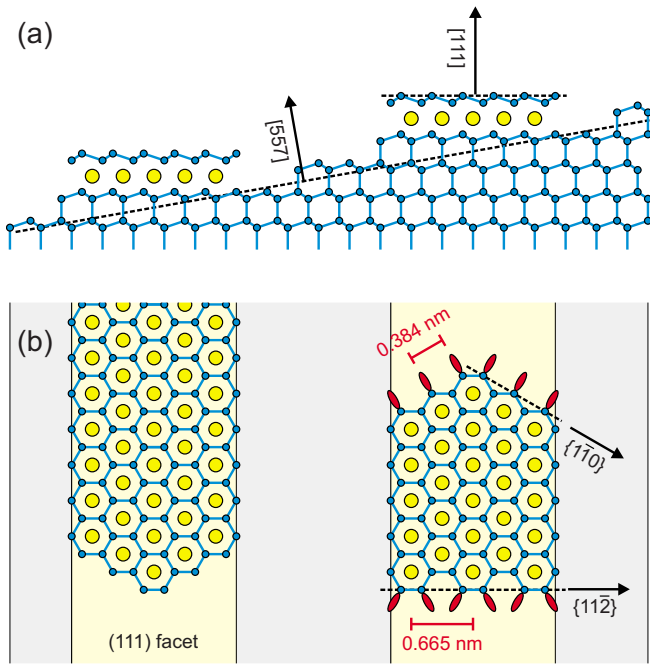 (a)
[111]
[557]
(b)
0.384 nm
{11̅0}
{112̅}
(111) facet
0.665 nm